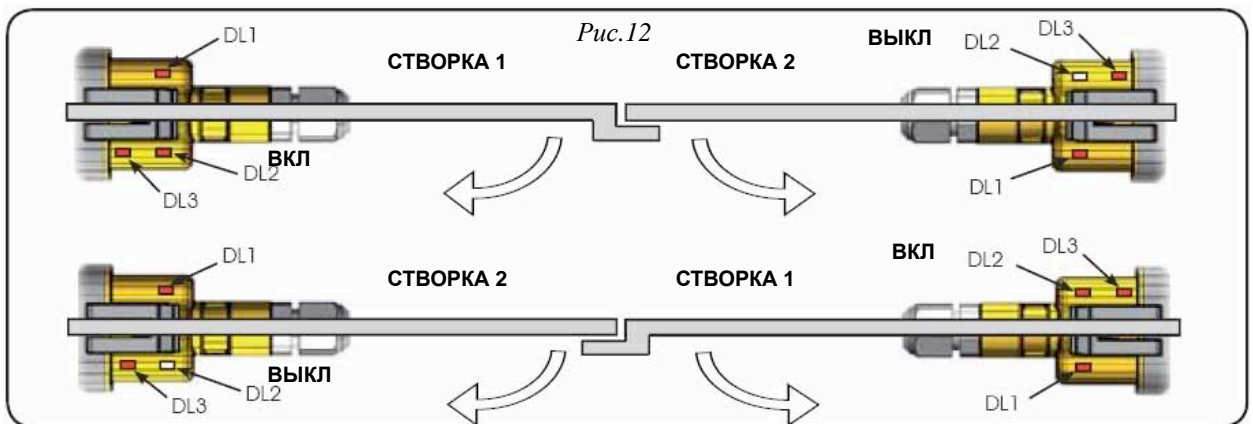 Рис.12
DL1
СТВОРКА 1
СТВОРКА 2
ВЫКЛ
DL2
DL3
ВКЛ
DL2
DL3
DL1
DL1
СТВОРКА 2
СТВОРКА 1
ВКЛ
DL2
DL3
ВЫКЛ
DL2
DL3
DL1